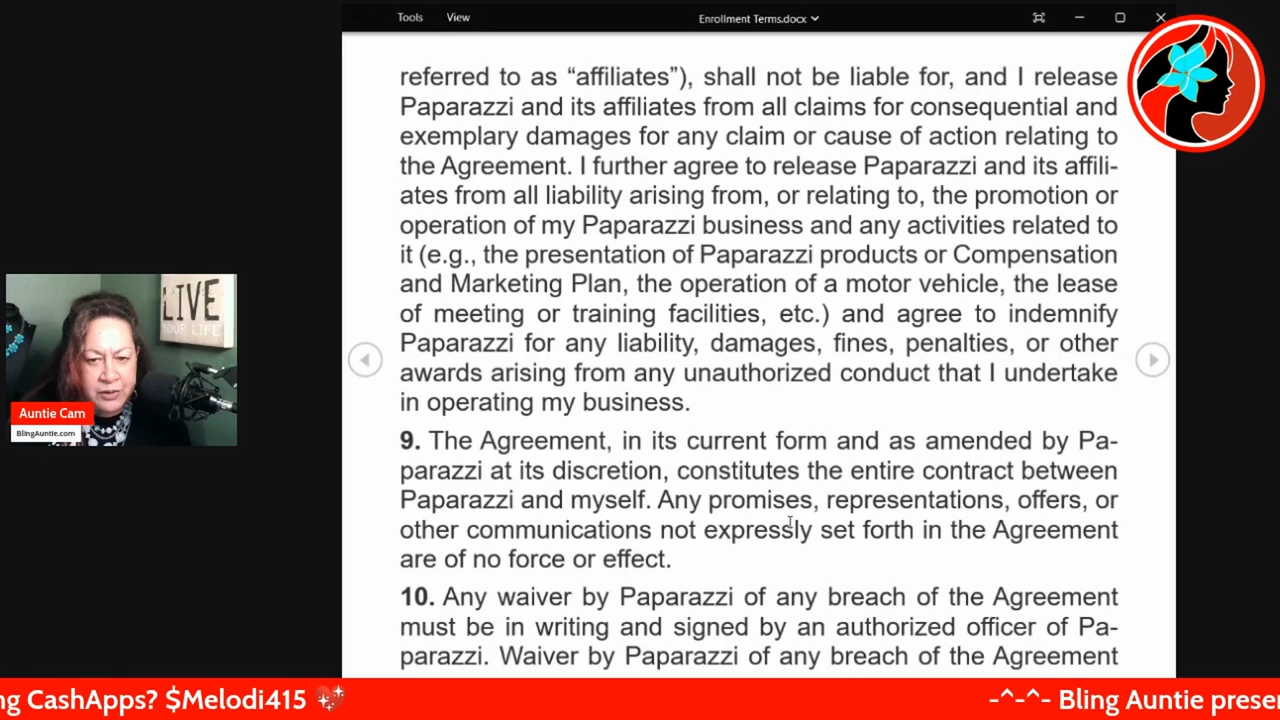 Tools View Enrollment Terms.docx
referred to as “affiliates”), shall not be liable for, and I release
Paparazzi and its affiliates from all claims for consequential and
exemplary damages for any claim or cause of action relating to
the Agreement. I further agree to release Paparazzi and its affili-
ates from all liability arising from, or relating to, the promotion or
operation of my Paparazzi business and any activities related to
it (e.g., the presentation of Paparazzi products or Compensation
and Marketing Plan, the operation of a motor vehicle, the lease
of meeting or training facilities, etc.) and agree to indemnify
Paparazzi for any liability, damages, fines, penalties, or other
awards arising from any unauthorized conduct that I undertake
in operating my business.
9. The Agreement, in its current form and as amended by Pa-
parazzi at its discretion, constitutes the entire contract between
Paparazzi and myself. Any promises, representations, offers, or
other communications not expressly set forth in the Agreement
are of no force or effect.
10. Any waiver by Paparazzi of any breach of the Agreement
must be in writing and signed by an authorized officer of Pa-
parazzi. Waiver by Paparazzi of any breach of the Agreement
LIVE
YOUR LIFE
Auntie Cam
BlingAuntie.com
ng CashApps? $Melodi415 💖 -^-^- Bling Auntie preser